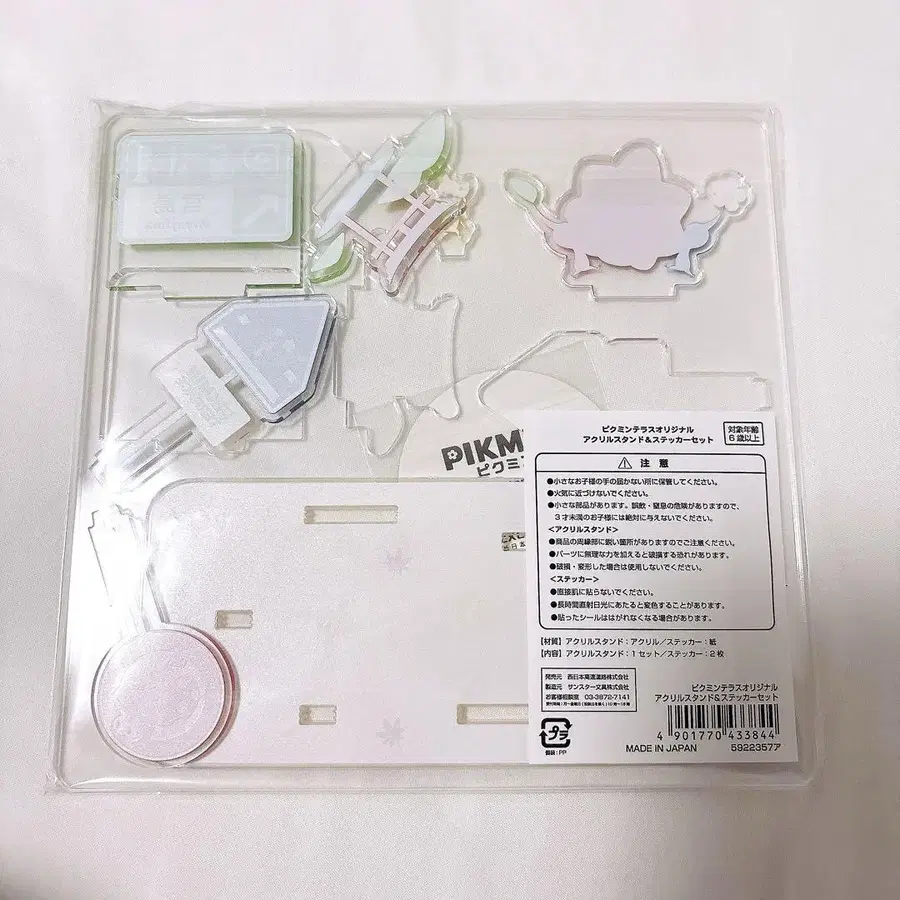 宮島
PIKM
ピクミ
ピクミンテラスオリジナル
アクリルスタンド&ステッカーセット
対象年齢
6歳以上
⚠ 注意
●小さなお子様の手の届かない所に保管してください。
●火気に近づけないでください。
●小さな部品があります。誤飲・窒息の危険がありますので、
3才未満のお子様には絶対に与えないでください。
<アクリルスタンド>
●商品の周縁部に鋭い箇所がありますのでご注意ください。
●パーツに無理な力を加えると破損する恐れがあります。
●破損・変形した場合は使用しないでください。
<ステッカー>
●直接肌に貼らないでください。
●長時間直射日光にあたると変色することがあります。
●貼ったシールははがれなくなる場合があります。
【材質】アクリルスタンド:アクリル/ステッカー:紙
【内容】アクリルスタンド:1セット/ステッカー:2枚
発売元 西日本高速道路株式会社
製造元 サンスター文具株式会社
お客様相談室 03-3872-7141
プラ
個装:PP
ピクミンテラスオリジナル
アクリルスタンド&ステッカーセット
4 901770 433844
MADE IN JAPAN 5922357ア